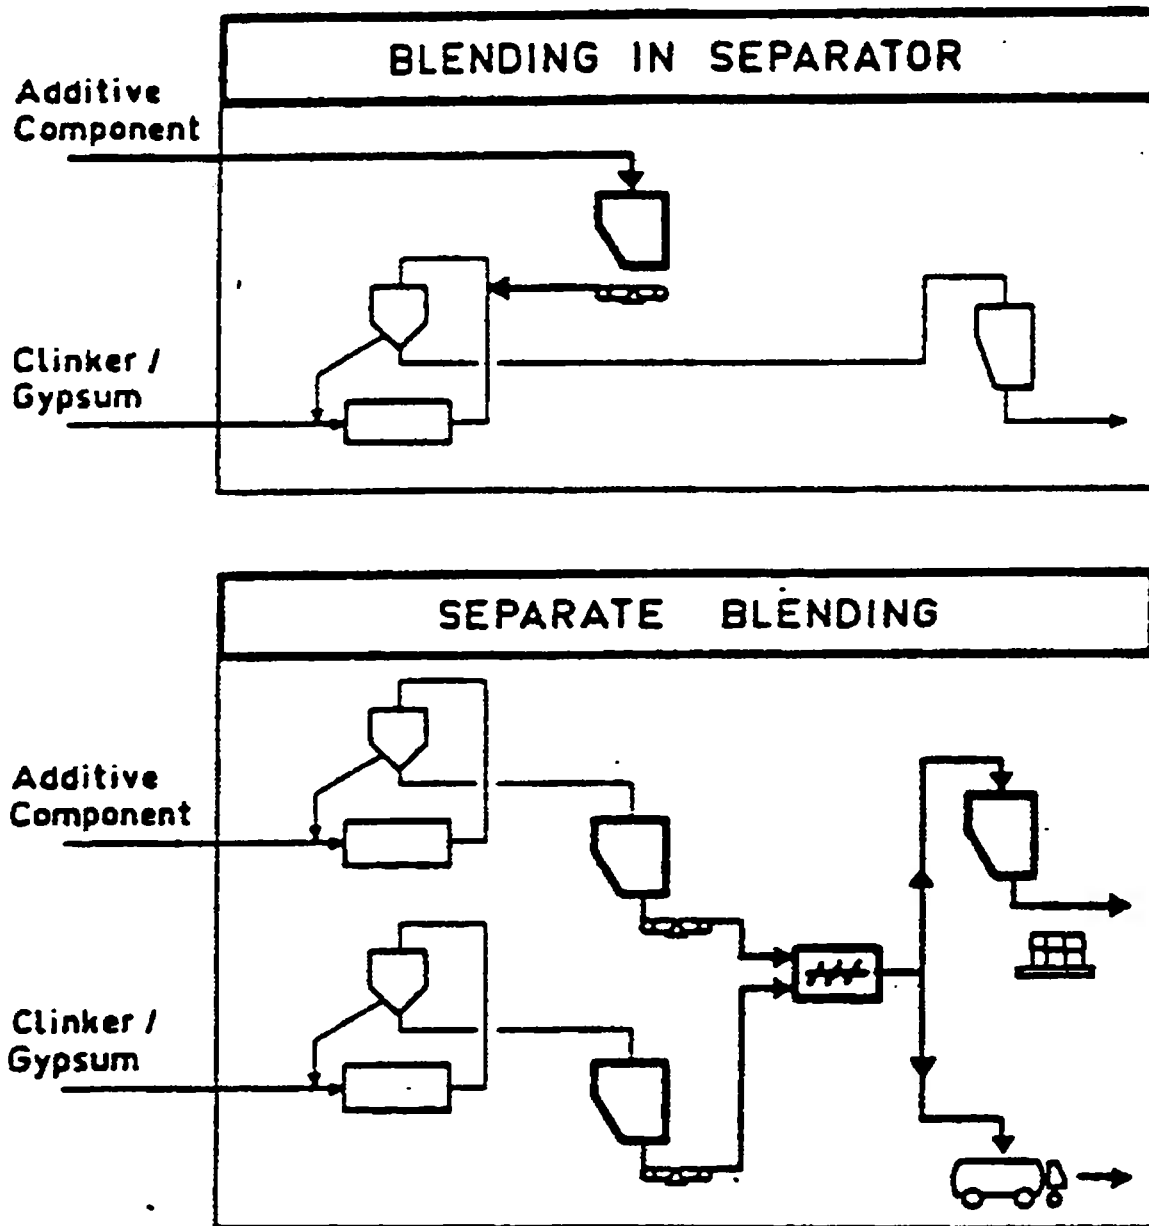 BLENDING IN SEPARATOR
Additive
Component
Clinker /
Gypsum
SEPARATE BLENDING
Additive
Component
Clinker /
Gypsum